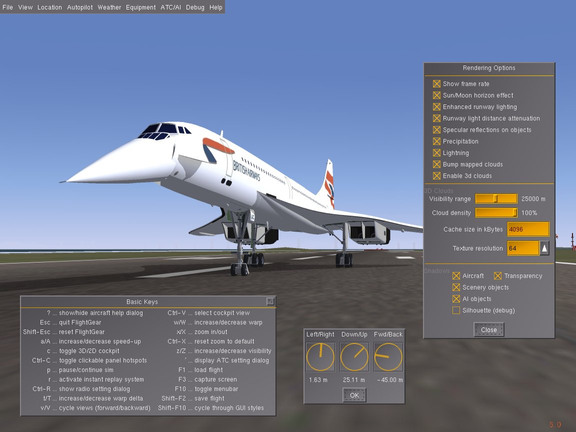 File View Location Autopilot Weather Equipment ATC/AI Debug Help
Rendering Options
Show frame rate
Sun/Moon horizon effect
Enhanced runway lighting
Runway light distance attenuation
Specular reflections on objects
Precipitation
Lightning
Bump mapped clouds
Enable 3d clouds
3D Clouds
Visibility range 25000 m
Cloud density 100%
Cache size in kBytes 4096
Texture resolution 64
Aircraft Transparency
Scenery objects
AI objects
Silhouette (debug)
Close
BRITISH AIRWAYS
Basic Keys
? ... show/hide aircraft help dialog
Esc ... quit FlightGear
Shift-Esc ... reset FlightGear
a/A ... increase/decrease speed-up
c ... toggle 3D/2D cockpit
Ctrl-C ... toggle clickable panel hotspots
p ... pause/continue sim
r ... activate instant replay system
Ctrl-R ... show radio setting dialog
t/T ... increase/decrease warp delta
v/V ... cycle views (forward/backward)
Ctrl-V ... select cockpit view
w/W ... increase/decrease warp
x/X ... zoom in/out
Ctrl-X ... reset zoom to default
z/Z ... increase/decrease visibility
' ... display ATC setting dialog
F1 ... load flight
F3 ... capture screen
F10 ... toggle menubar
Shift-F2 ... save flight
Shift-F10 ... cycle through GUI styles
Left/Right Down/Up Fwd/Back
1.63 m 25.11 m -45.00 m
OK